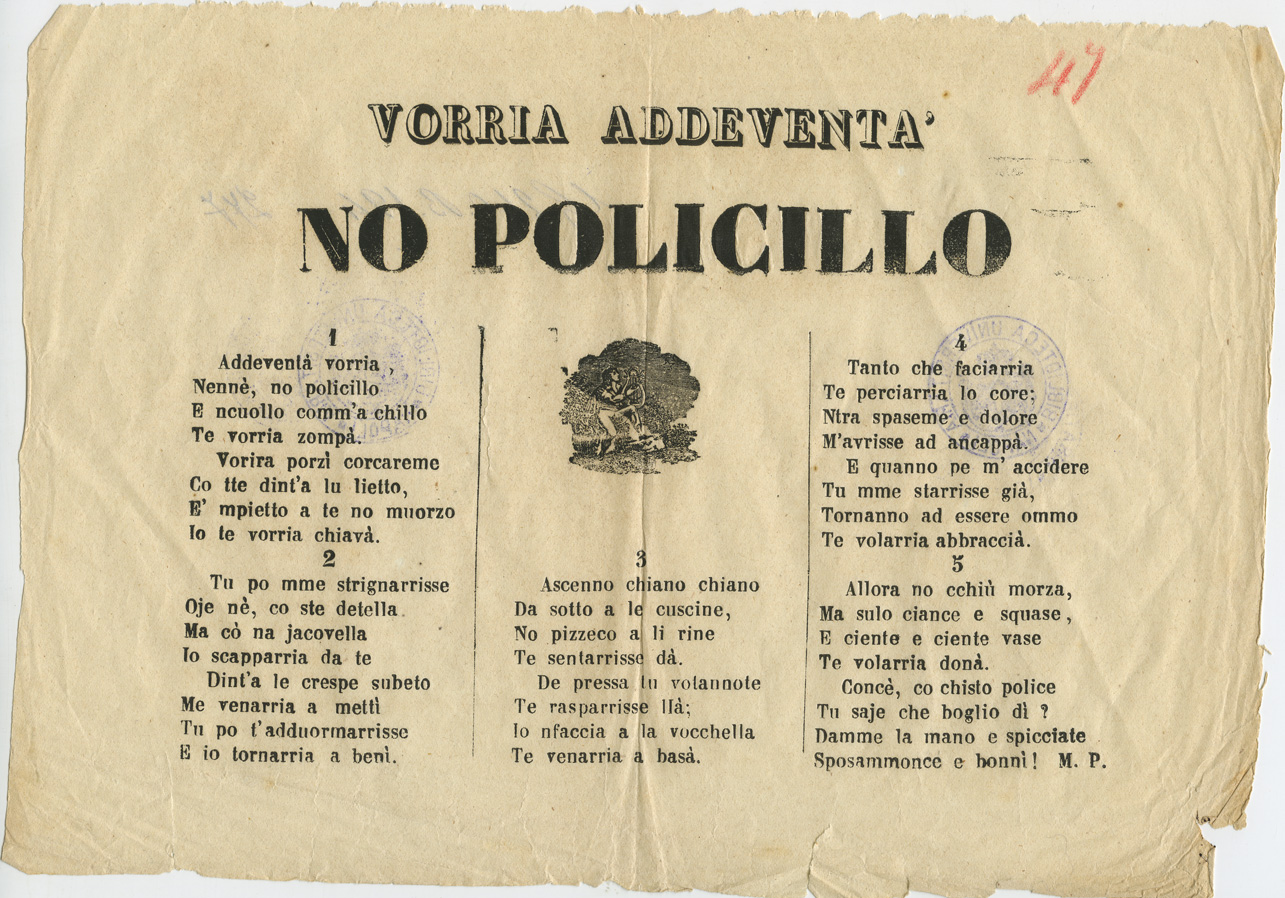 47
VORRIA ADDEVENTA'
NO POLICILLO
1
Addeventà vorria,
Nennè, no policillo
E ncuollo comm'a chillo
Te vorria zompà.
Vorira porzì corcareme
Co tte dint'a lu lietto,
E' mpietto a te no muorzo
Io te vorria chiavà.
2
Tu po mme strignarrisse
Oje nè, co ste detella
Ma cò na jacovella
Io scapparria da te
Dint'a le crespe subeto
Me venarria a mettì
Tu po t'adduormarrisse
E io tornarria a benì.
3
Ascenno chiano chiano
Da sotto a le cuscine,
No pizzeco a li rine
Te sentarrisse dà.
De pressa tu votannote
Te rasparrisse llà;
Io nfaccia a la vocchella
Te venarria a basà.
4
Tanto che faciarria
Te perciarria lo core;
Ntra spaseme e dolore
M'avrisse ad ancappà.
E quanno pe m'accidere
Tu mme starrisse già,
Tornanno ad essere ommo
Te volarria abbraccià.
5
Allora no cchiù morza,
Ma sulo ciance e squase,
E ciento e ciente vase
Te volarria donà.
Concè, co chisto police
Tu saje che boglio dì ?
Damme la mano e spicciate
Sposammonce e bonnì! M. P.